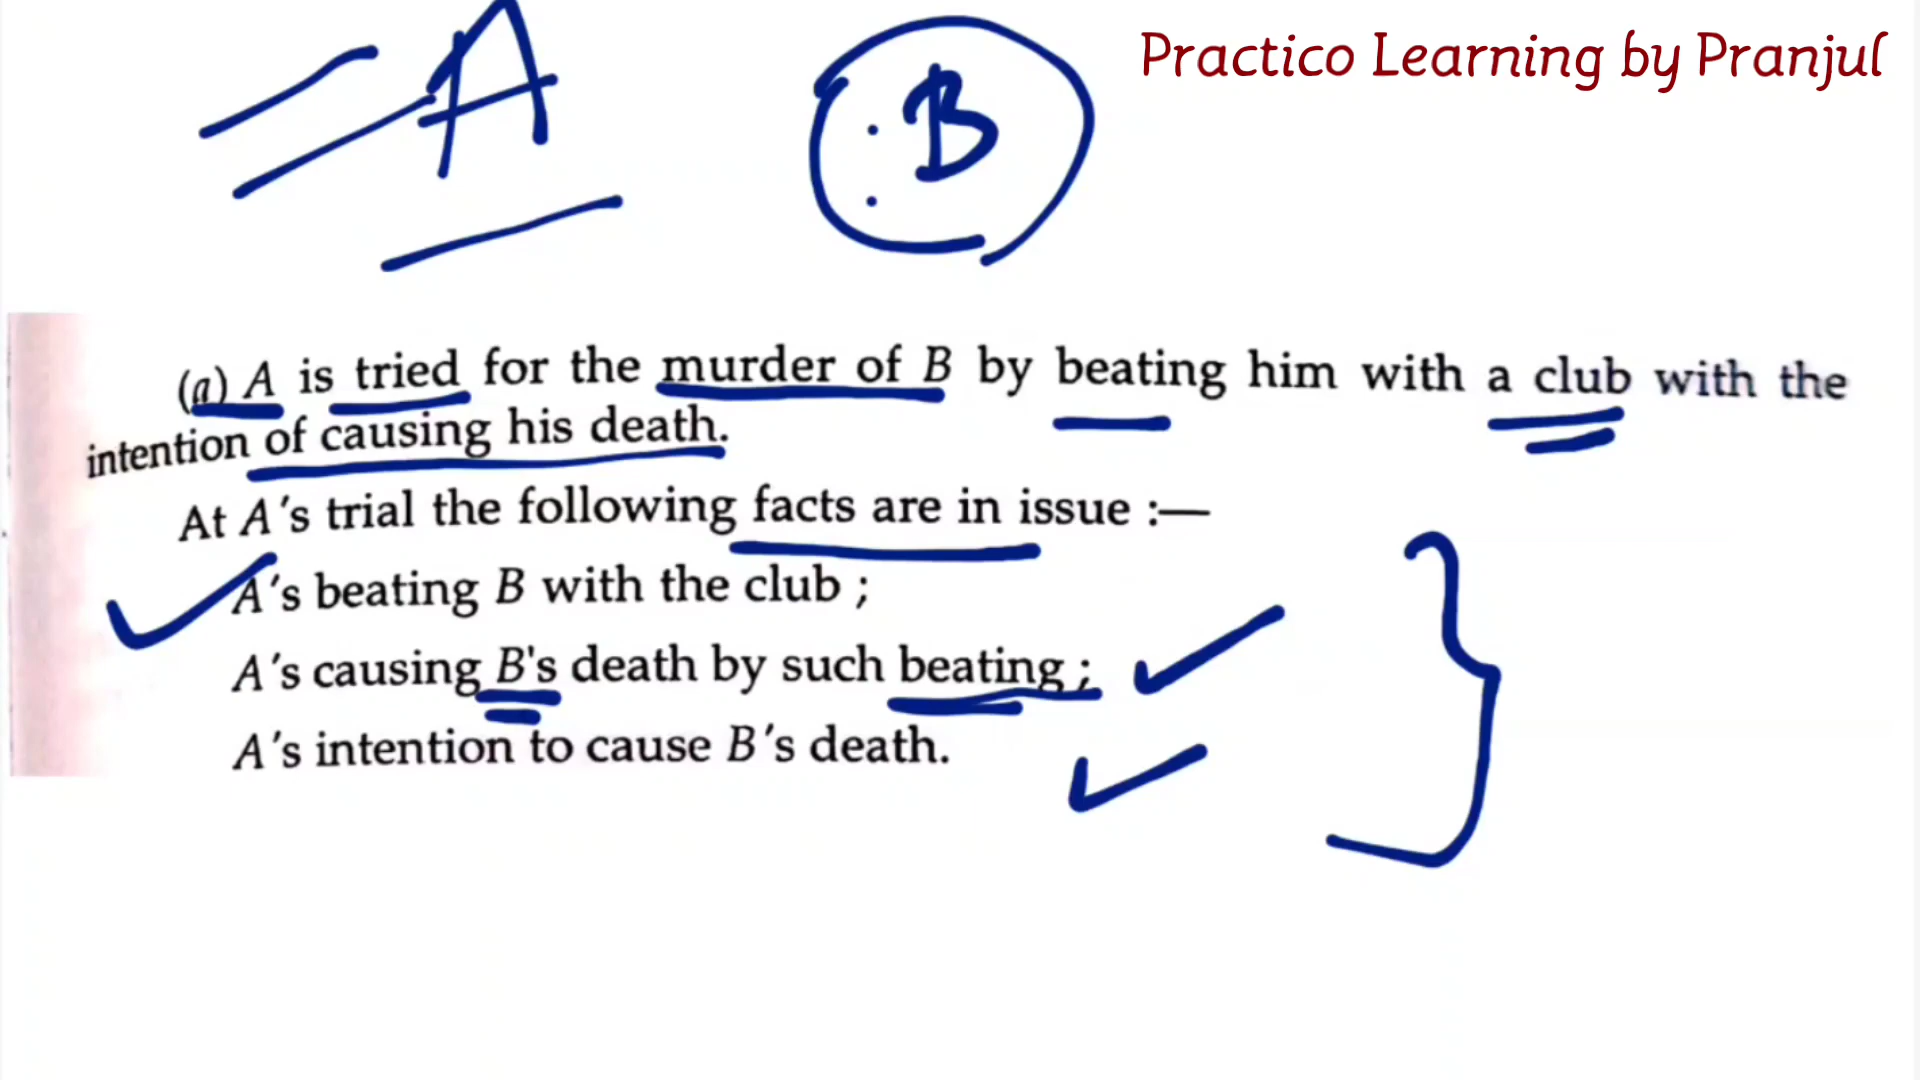 A B Practico Learning by Pranjul
(a) A is tried for the murder of B by beating him with a club with the
intention of causing his death.
At A's trial the following facts are in issue :—
A's beating B with the club ;
A's causing B's death by such beating ;
A's intention to cause B's death.